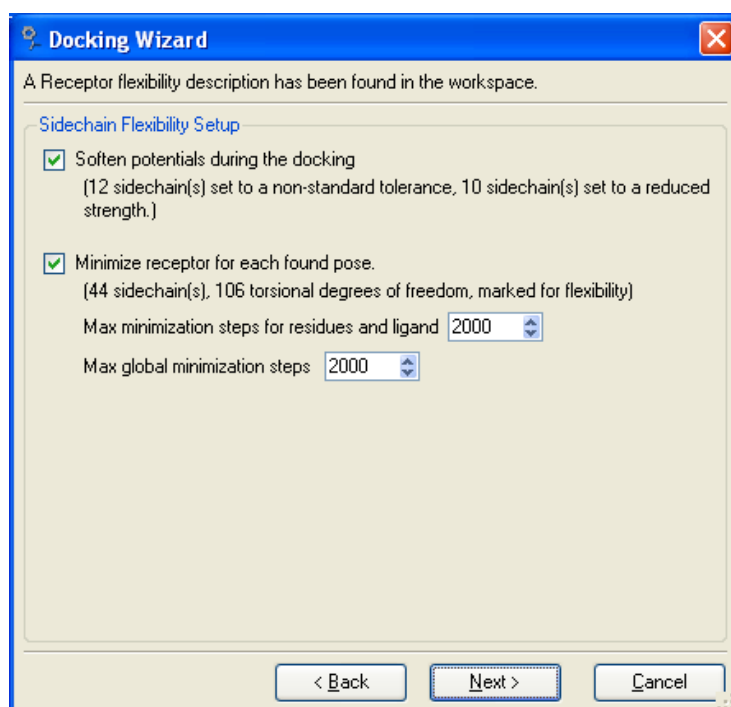 Docking Wizard
A Receptor flexibility description has been found in the workspace.
Sidechain Flexibility Setup
Soften potentials during the docking
(12 sidechain(s) set to a non-standard tolerance, 10 sidechain(s) set to a reduced
strength.)
Minimize receptor for each found pose.
(44 sidechain(s), 106 torsional degrees of freedom, marked for flexibility)
Max minimization steps for residues and ligand 2000
Max global minimization steps 2000
< Back Next > Cancel